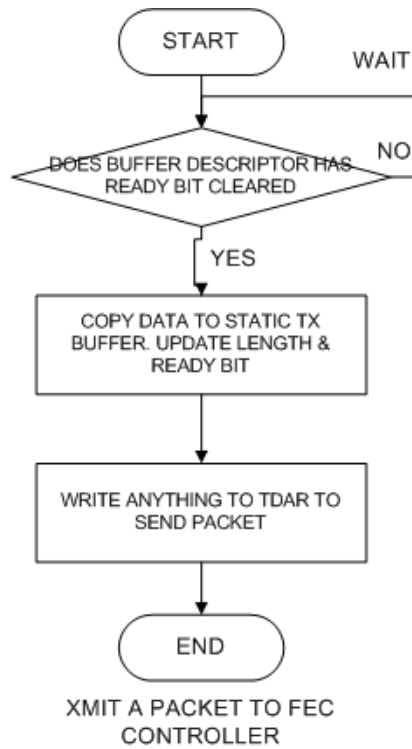 START
WAIT
DOES BUFFER DESCRIPTOR HAS
READY BIT CLEARED
NO
YES
COPY DATA TO STATIC TX
BUFFER. UPDATE LENGTH &
READY BIT
WRITE ANYTHING TO TDAR TO
SEND PACKET
END
XMIT A PACKET TO FEC
CONTROLLER